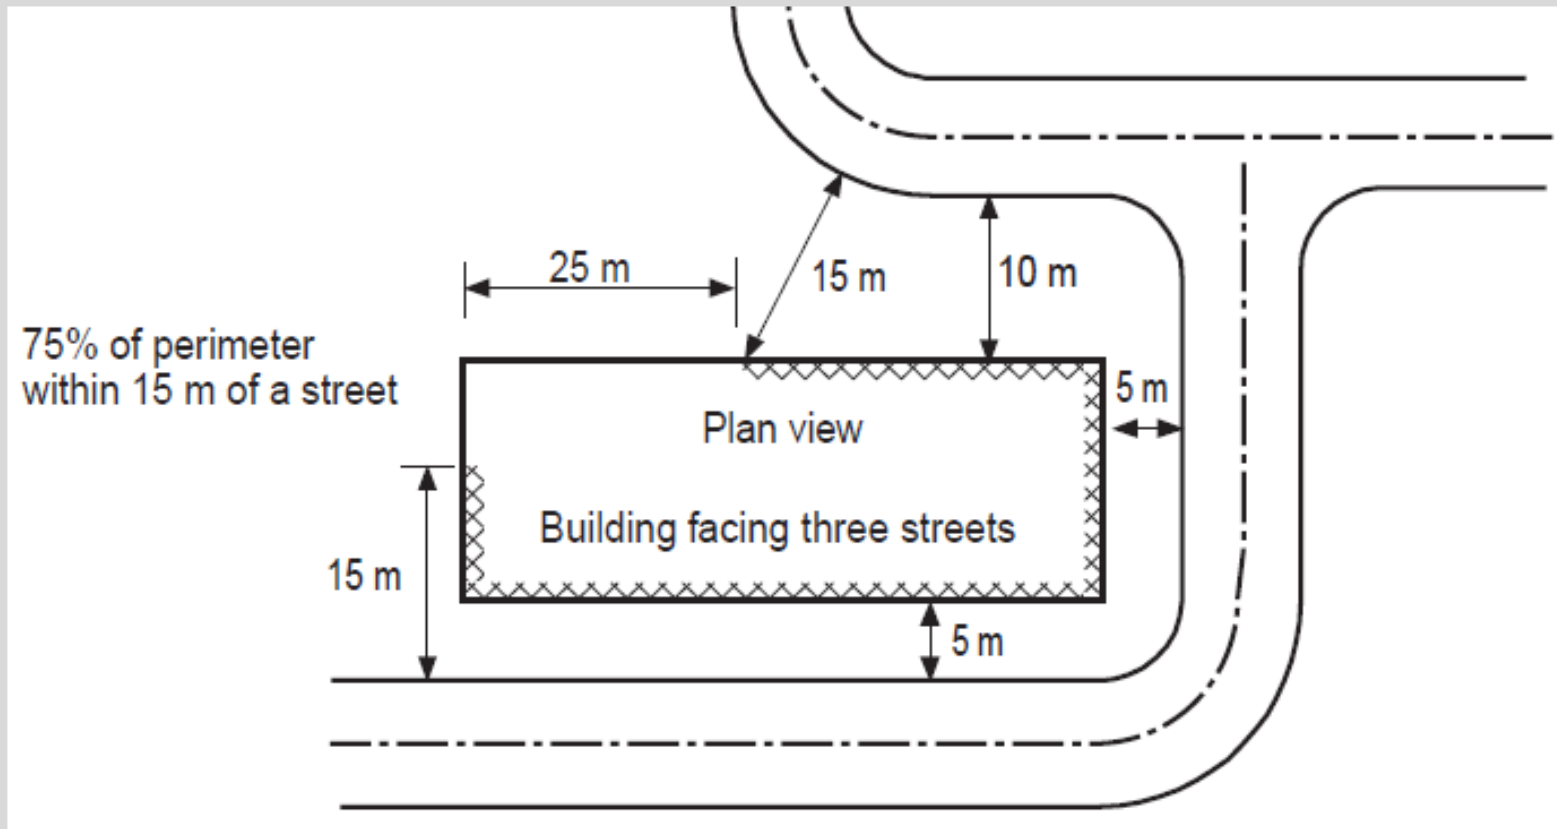 25 m
15 m
10 m
75% of perimeter
within 15 m of a street
5 m
Plan view
Building facing three streets
15 m
5 m